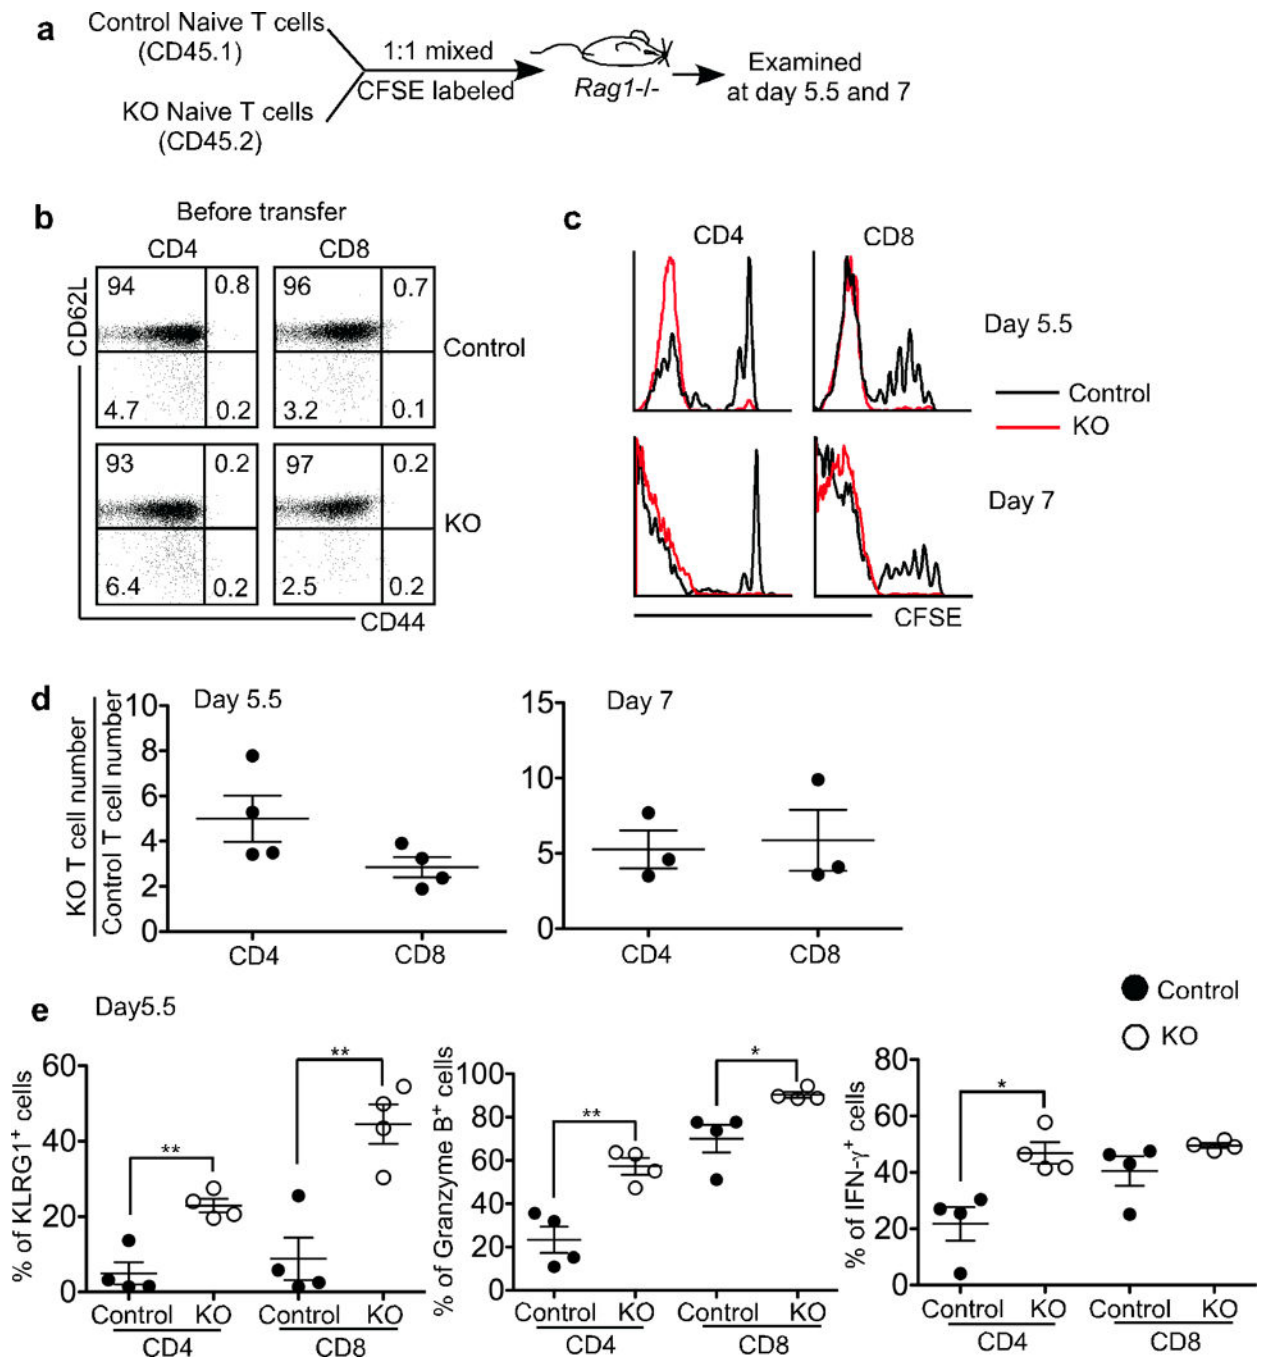 a
Control Naive T cells
(CD45.1)
KO Naive T cells
(CD45.2)
1:1 mixed
CFSE labeled
Rag1-/-
Examined
at day 5.5 and 7
b
Before transfer
CD4 CD8
CD62L
94 0.8 96 0.7
4.7 0.2 3.2 0.1
Control
93 0.2 97 0.2
6.4 0.2 2.5 0.2
KO
CD44
c
CD4 CD8
Day 5.5
Control
KO
Day 7
CFSE
d
KO T cell number
Control T cell number
Day 5.5
10
8
6
4
2
0
CD4 CD8
Day 7
15
10
5
0
CD4 CD8
e
Day5.5
Control
KO
% of KLRG1+ cells
60
40
20
0
**
**
Control KO Control KO
CD4 CD8
% of Granzyme B+ cells
100
80
60
40
20
0
**
*
Control KO Control KO
CD4 CD8
% of IFN-γ+ cells
80
60
40
20
0
*
Control KO Control KO
CD4 CD8